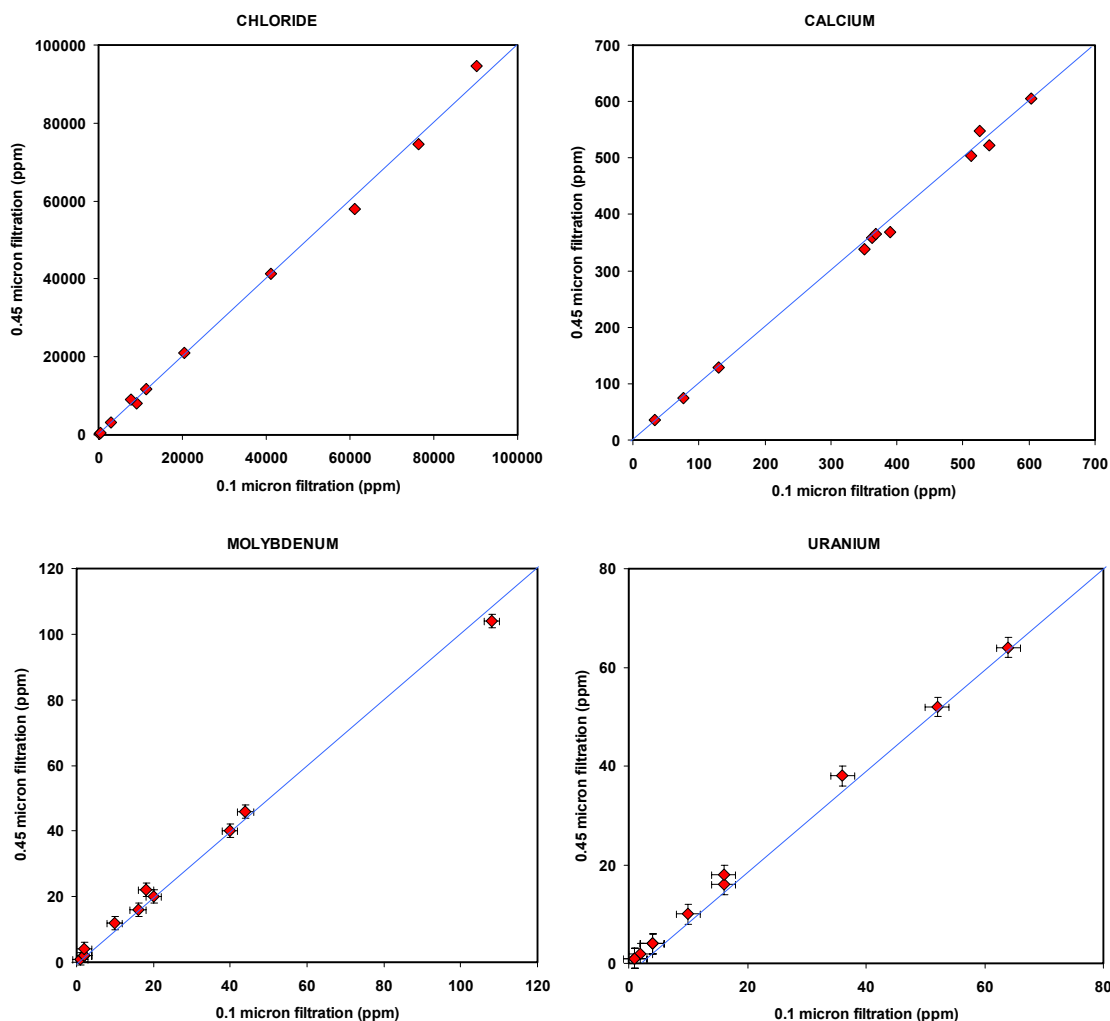 CHLORIDE
100000
80000
60000
40000
20000
0
0.45 micron filtration (ppm)
0 20000 40000 60000 80000 100000
0.1 micron filtration (ppm)
CALCIUM
700
600
500
400
300
200
100
0
0.45 micron filtration (ppm)
0 100 200 300 400 500 600 700
0.1 micron filtration (ppm)
MOLYBDENUM
120
100
80
60
40
20
0
0.45 micron filtration (ppm)
0 20 40 60 80 100 120
0.1 micron filtration (ppm)
URANIUM
80
60
40
20
0
0.45 micron filtration (ppm)
0 20 40 60 80
0.1 micron filtration (ppm)